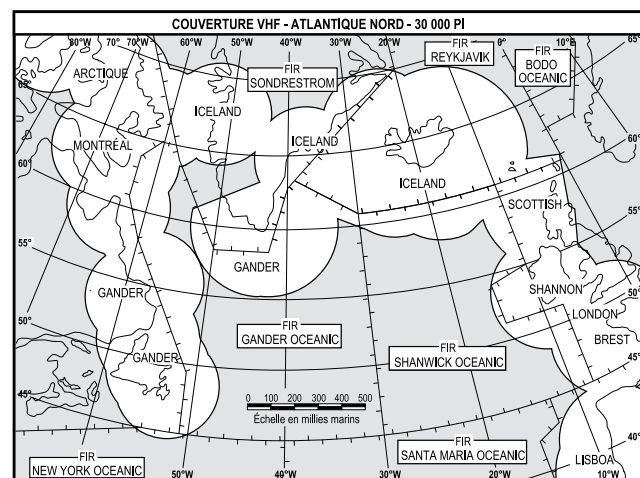 COUVERTURE VHF - ATLANTIQUE NORD - 30 000 PI
80°W
70°W
60°W
50°W
40°W
30°W
20°W
10°W
0°
10°E
65°
ARCTIQUE
FIR
SONDRESTROM
FIR
REYKJAVIK
FIR
BODO
OCEANIC
65°
ICELAND
ICELAND
MONTRÉAL
60°
60°
ICELAND
SCOTTISH
55°
55°
GANDER
SHANNON
50°
GANDER
LONDON
50°
FIR
GANDER OCEANIC
BREST
GANDER
FIR
SHANWICK OCEANIC
45°
45°
0 100 200 300 400 500
Échelle en millies marins
40°
FIR
NEW YORK OCEANIC
FIR
SANTA MARIA OCEANIC
LISBOA
50°W
40°W
30°W
20°W
10°W